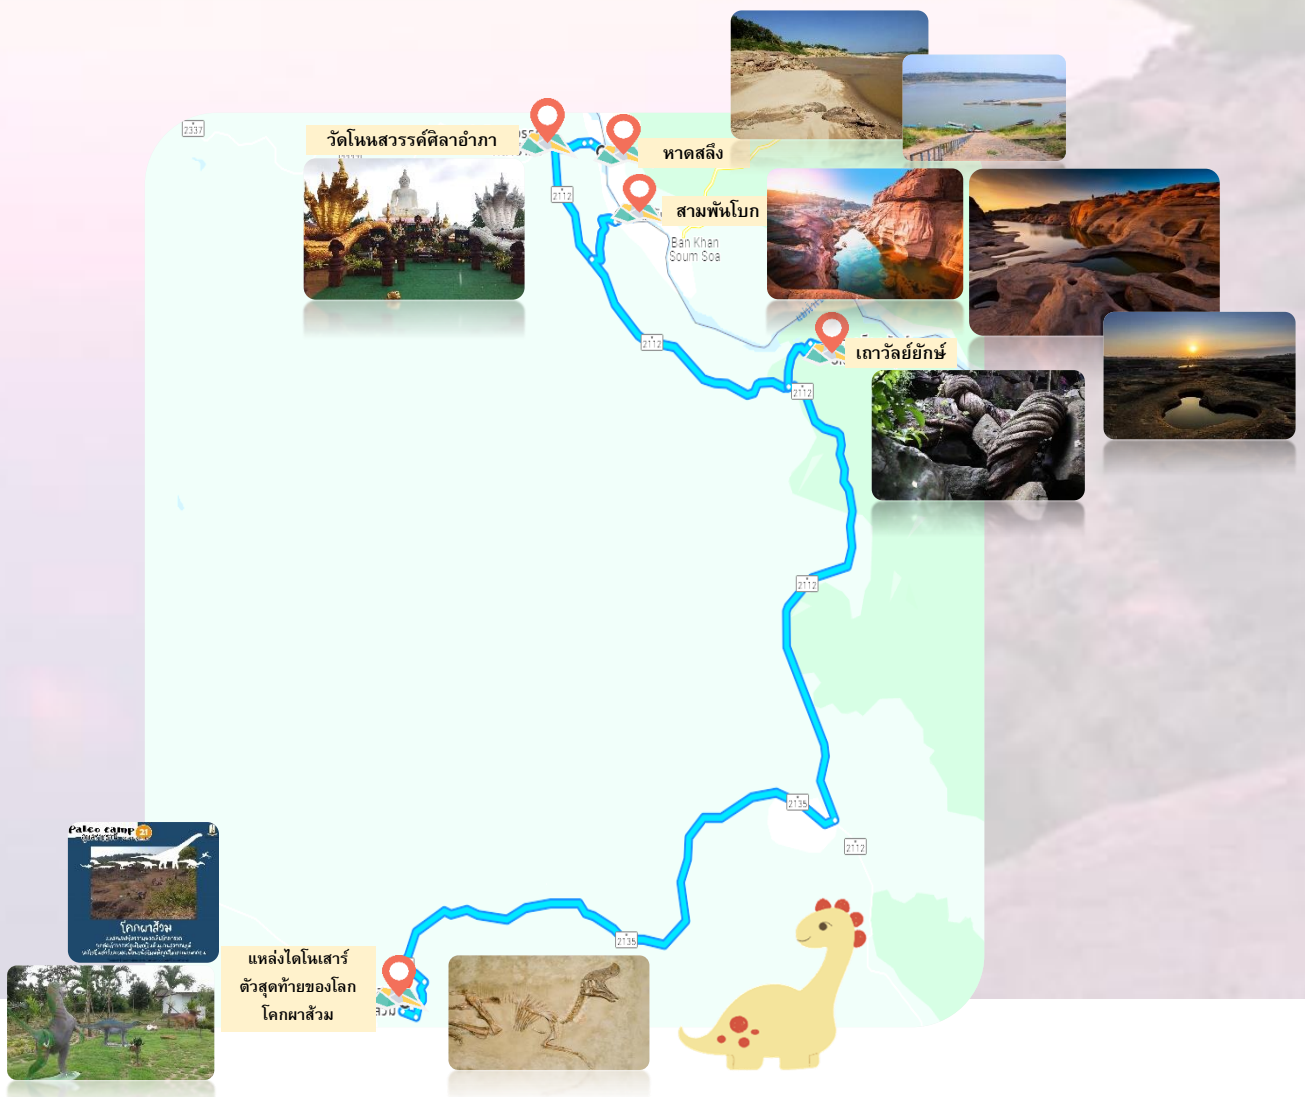 2337
วัดโนนสวรรค์ศิลาอำภา
หาดสลึง
2112
สามพันโบก
Ban Khan
Soum Soa
2112
เถาวัลย์ยักษ์
2112
2112
2135
2112
Paleo camp 21
โคกผาส้วม
2135
แหล่งไดโนเสาร์
ตัวสุดท้ายของโลก
โคกผาส้วม